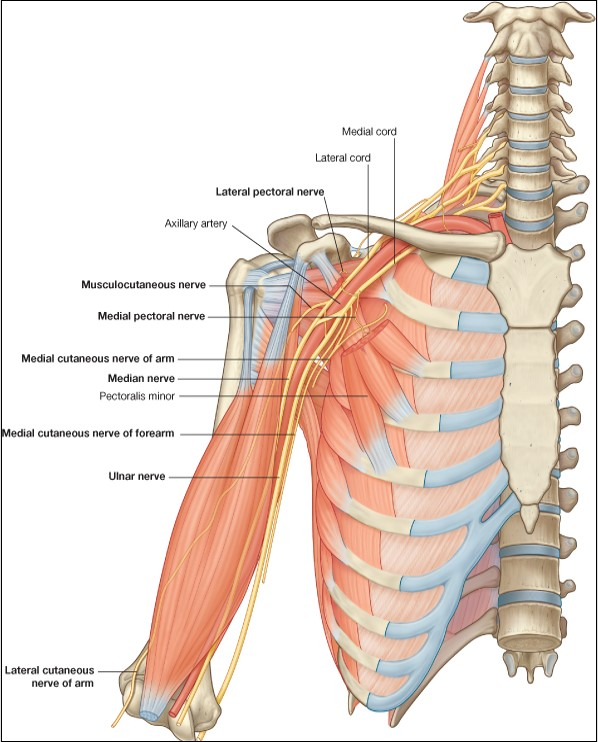 Medial cord
Lateral cord
Lateral pectoral nerve
Axillary artery
Musculocutaneous nerve
Medial pectoral nerve
Medial cutaneous nerve of arm
Median nerve
Pectoralis minor
Medial cutaneous nerve of forearm
Ulnar nerve
Lateral cutaneous
nerve of arm